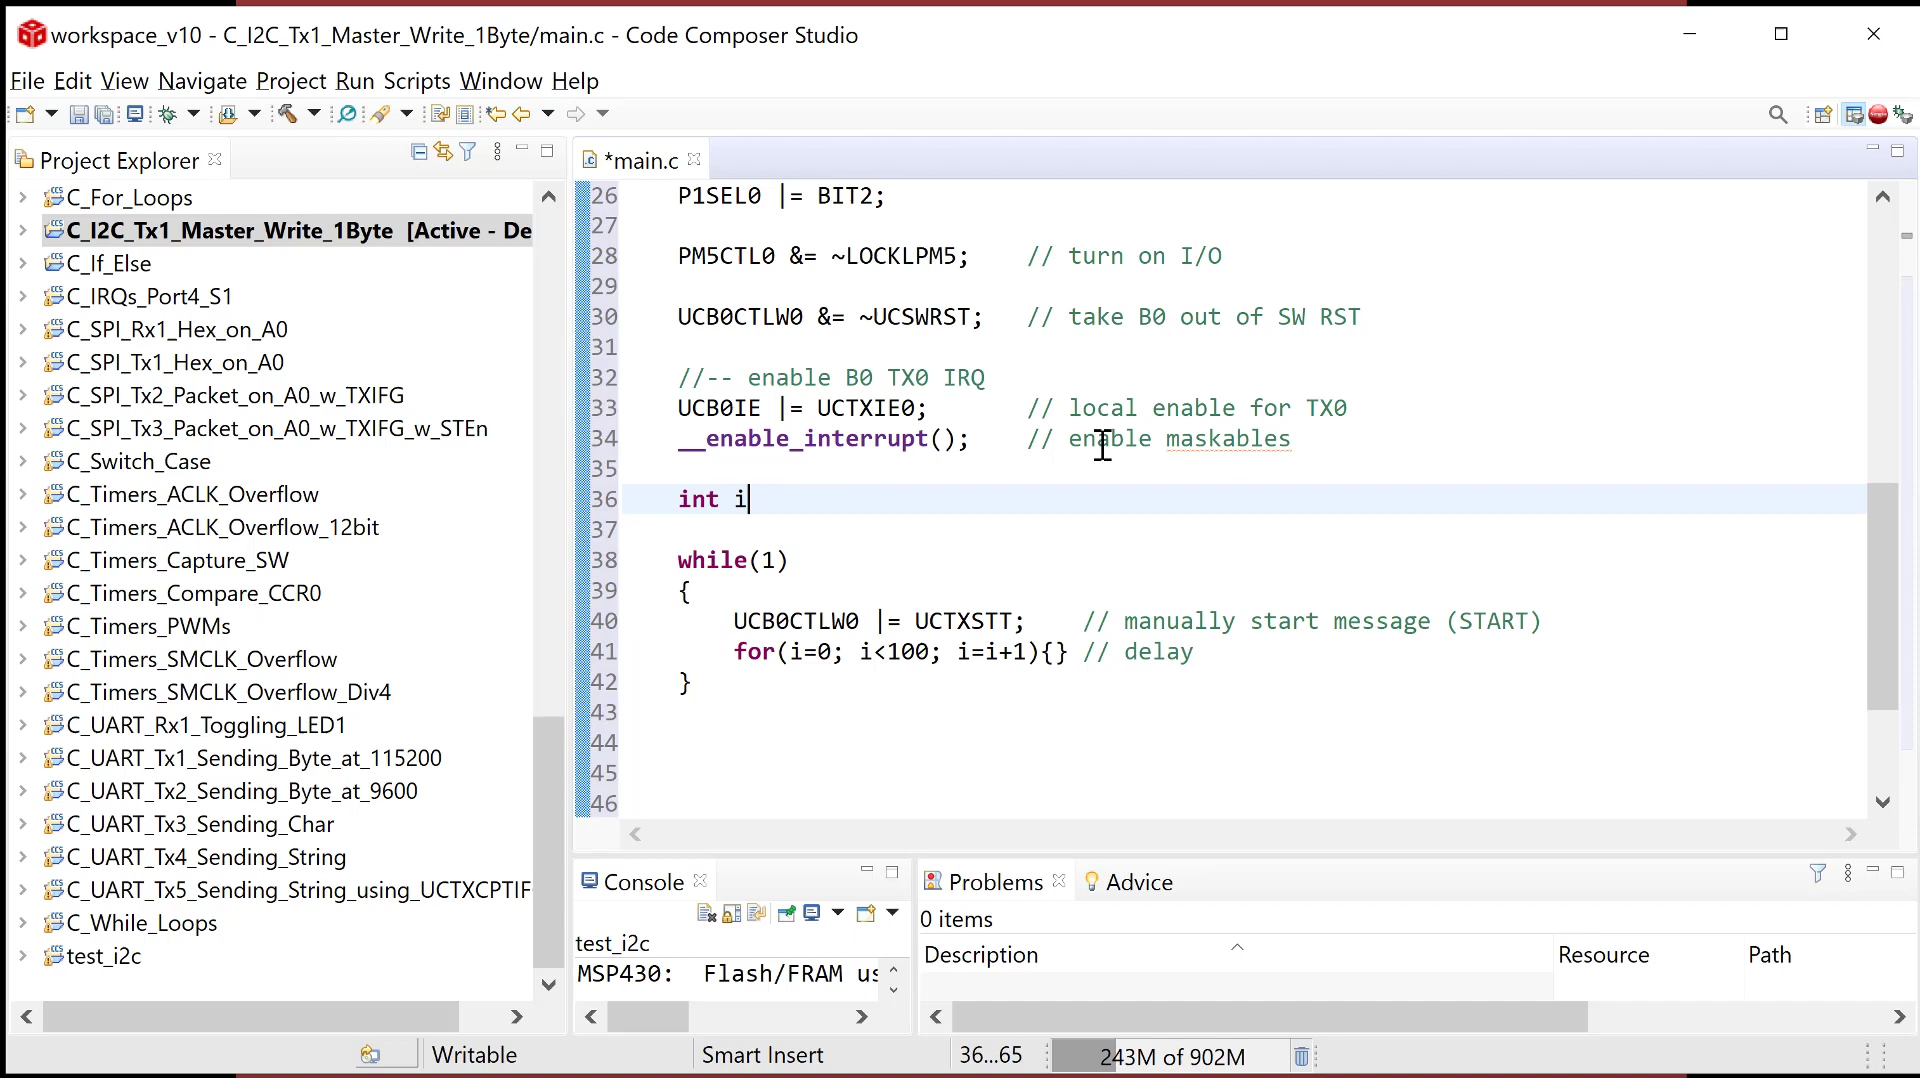 workspace_v10 - C_I2C_Tx1_Master_Write_1Byte/main.c - Code Composer Studio
File Edit View Navigate Project Run Scripts Window Help
Project Explorer
*main.c
C_For_Loops
C_I2C_Tx1_Master_Write_1Byte [Active - De
C_If_Else
C_IRQs_Port4_S1
C_SPI_Rx1_Hex_on_A0
C_SPI_Tx1_Hex_on_A0
C_SPI_Tx2_Packet_on_A0_w_TXIFG
C_SPI_Tx3_Packet_on_A0_w_TXIFG_w_STEn
C_Switch_Case
C_Timers_ACLK_Overflow
C_Timers_ACLK_Overflow_12bit
C_Timers_Capture_SW
C_Timers_Compare_CCR0
C_Timers_PWMs
C_Timers_SMCLK_Overflow
C_Timers_SMCLK_Overflow_Div4
C_UART_Rx1_Toggling_LED1
C_UART_Tx1_Sending_Byte_at_115200
C_UART_Tx2_Sending_Byte_at_9600
C_UART_Tx3_Sending_Char
C_UART_Tx4_Sending_String
C_UART_Tx5_Sending_String_using_UCTXCPTIF
C_While_Loops
test_i2c
26 P1SEL0 |= BIT2;
27
28 PM5CTL0 &= ~LOCKLPM5; // turn on I/O
29
30 UCB0CTLW0 &= ~UCSWRST; // take B0 out of SW RST
31
32 //-- enable B0 TX0 IRQ
33 UCB0IE |= UCTXIE0; // local enable for TX0
34 __enable_interrupt(); // enable maskables
35
36 int i
37
38 while(1)
39 {
40 UCB0CTLW0 |= UCTXSTT; // manually start message (START)
41 for(i=0; i<100; i=i+1){} // delay
42 }
43
44
45
46
Console
test_i2c
MSP430: Flash/FRAM us
Problems
Advice
0 items
Description Resource Path
Writable Smart Insert 36...65 243M of 902M